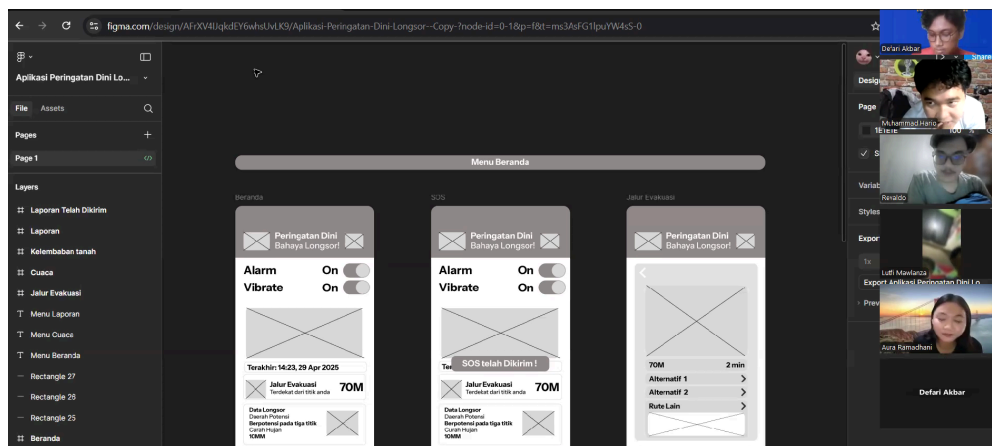 figma.com/design/AFrXV4UqkdEY6whsUvLK9/Aplikasi-Peringatan-Dini-Longsor--Copy-?node-id=0-1&p=f&t=ms3AsFG1lpuYW4sS-0
Aplikasi Peringatan Dini Lo...
File Assets
Pages
Page 1
Layers
Laporan Telah Dikirim
Laporan
Kelembaban tanah
Cuaca
Jalur Evakuasi
Menu Laporan
Menu Cuaca
Menu Beranda
Rectangle 27
Rectangle 26
Rectangle 25
Beranda
Menu Beranda
Beranda
Peringatan Dini
Bahaya Longsor!
Alarm On
Vibrate On
Terakhir: 14:23, 29 Apr 2025
Jalur Evakuasi
Terdekat dari titik anda
70M
Data Longsor
Daerah Potensi
Berpotensi pada tiga titik
Curah Hujan
10MM
SOS
Peringatan Dini
Bahaya Longsor!
Alarm On
Vibrate On
SOS telah Dikirim !
Jalur Evakuasi
Terdekat dari titik anda
70M
Data Longsor
Daerah Potensi
Berpotensi pada tiga titik
Curah Hujan
10MM
Jalur Evakuasi
Peringatan Dini
Bahaya Longsor!
70M 2 min
Alternatif 1
Alternatif 2
Rute Lain
Share
Page
1E1E1E 100 %
Styles
1x
Export Aplikasi Peringatan Dini Lo
Defari Akbar
Muhammad Hario
Revaldo
Lutfi Mawlanza
Aura Ramadhani
Defari Akbar